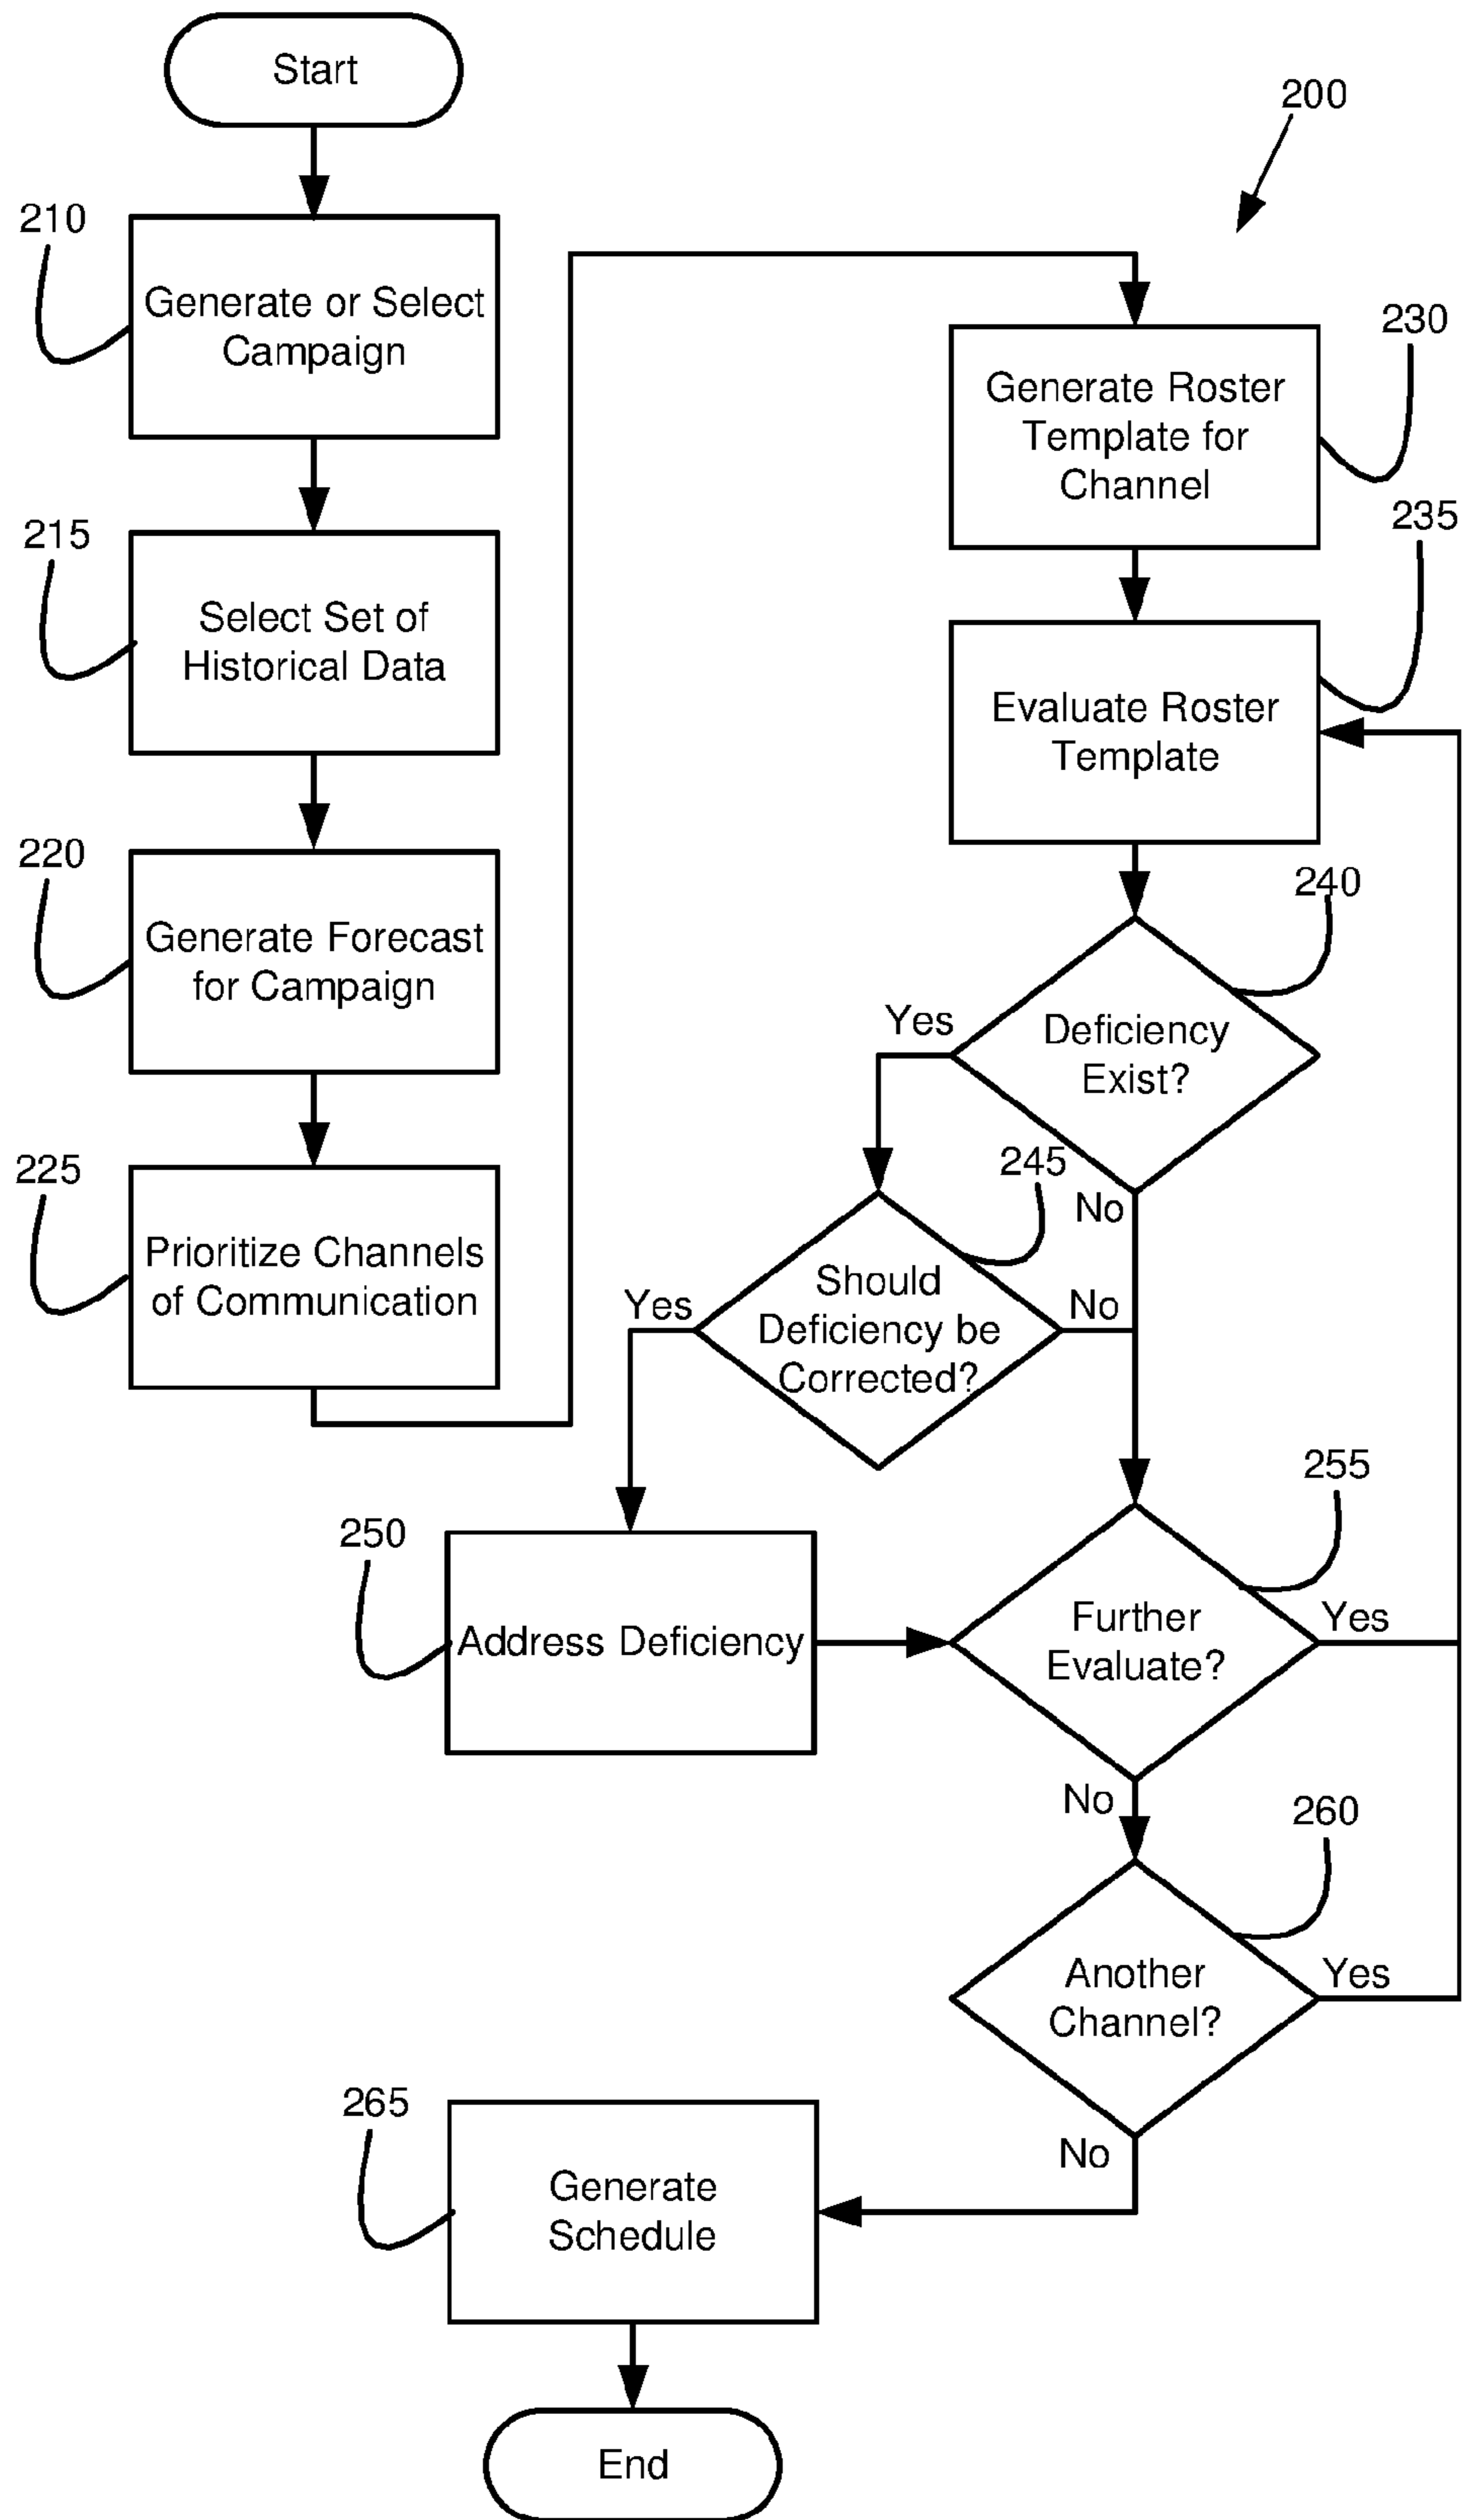 Start
200
210
Generate or Select
Campaign
215
Select Set of
Historical Data
220
Generate Forecast
for Campaign
225
Prioritize Channels
of Communication
230
Generate Roster
Template for
Channel
235
Evaluate Roster
Template
240
Deficiency
Exist?
Yes
No
245
Should
Deficiency be
Corrected?
Yes
No
250
Address Deficiency
255
Further
Evaluate?
Yes
No
260
Another
Channel?
Yes
No
265
Generate
Schedule
End